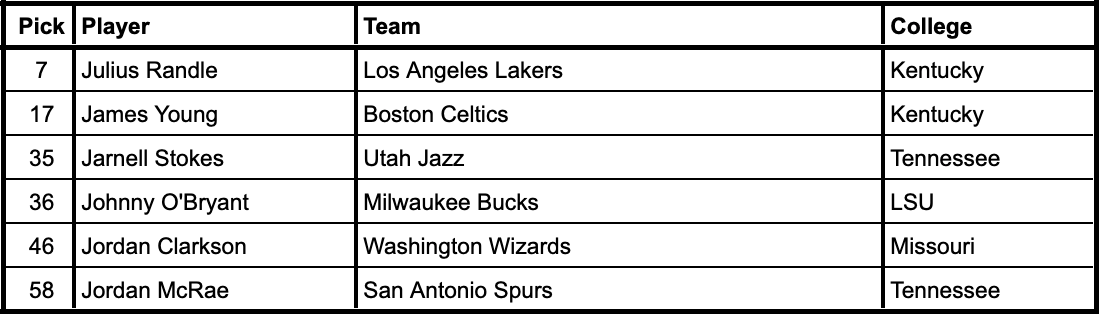 Pick Player Team College
7 Julius Randle Los Angeles Lakers Kentucky
17 James Young Boston Celtics Kentucky
35 Jarnell Stokes Utah Jazz Tennessee
36 Johnny O'Bryant Milwaukee Bucks LSU
46 Jordan Clarkson Washington Wizards Missouri
58 Jordan McRae San Antonio Spurs Tennessee